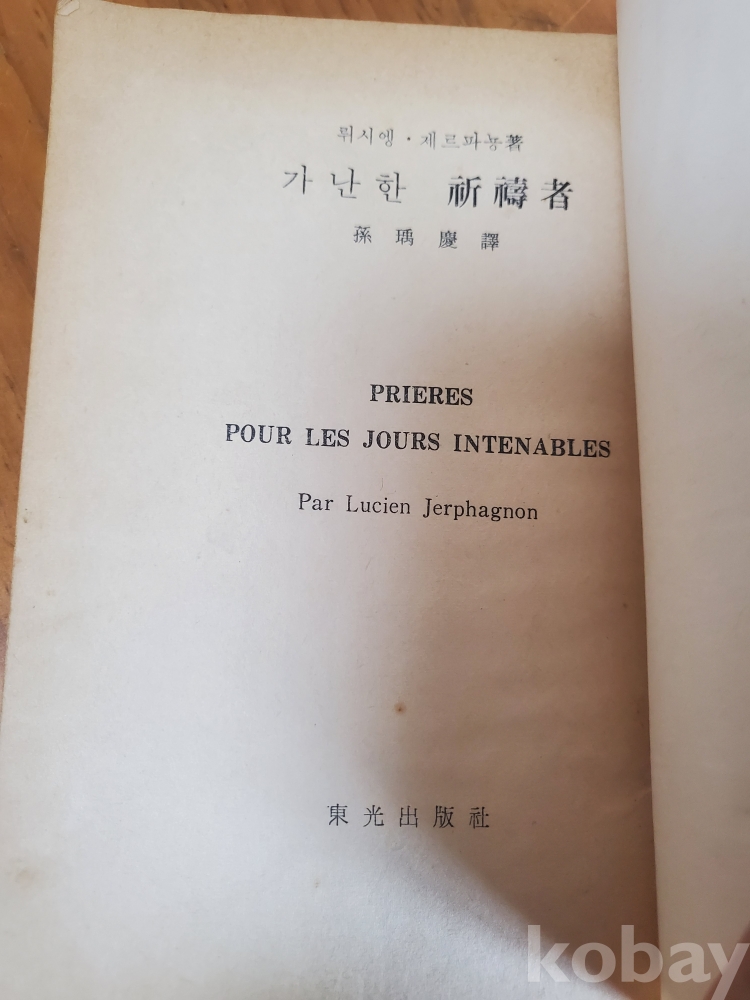 뤼시엥·제르파뇽著
가난한 祈禱者
孫瑀慶譯
PRIERES
POUR LES JOURS INTENABLES
Par Lucien Jerphagnon
東光出版社
kobay